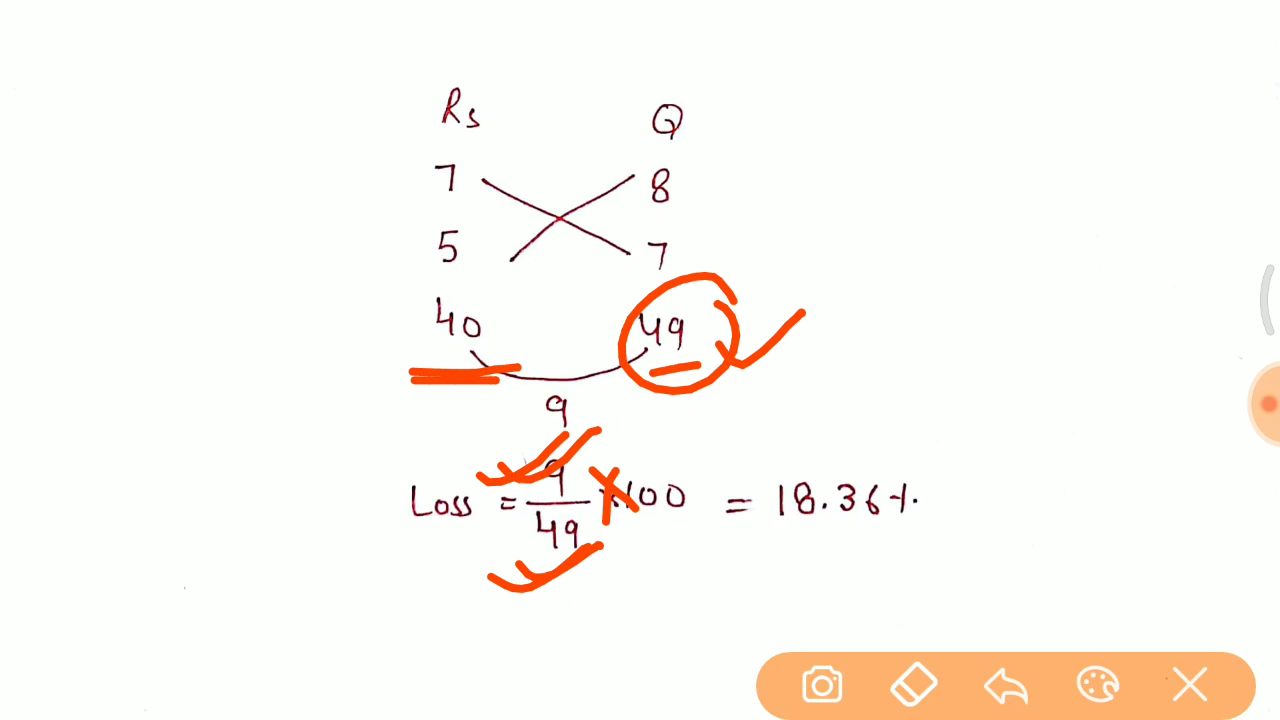 Rs Q
7 8
5 7
40 49
9
Loss = 9/49 × 100 = 18.36%